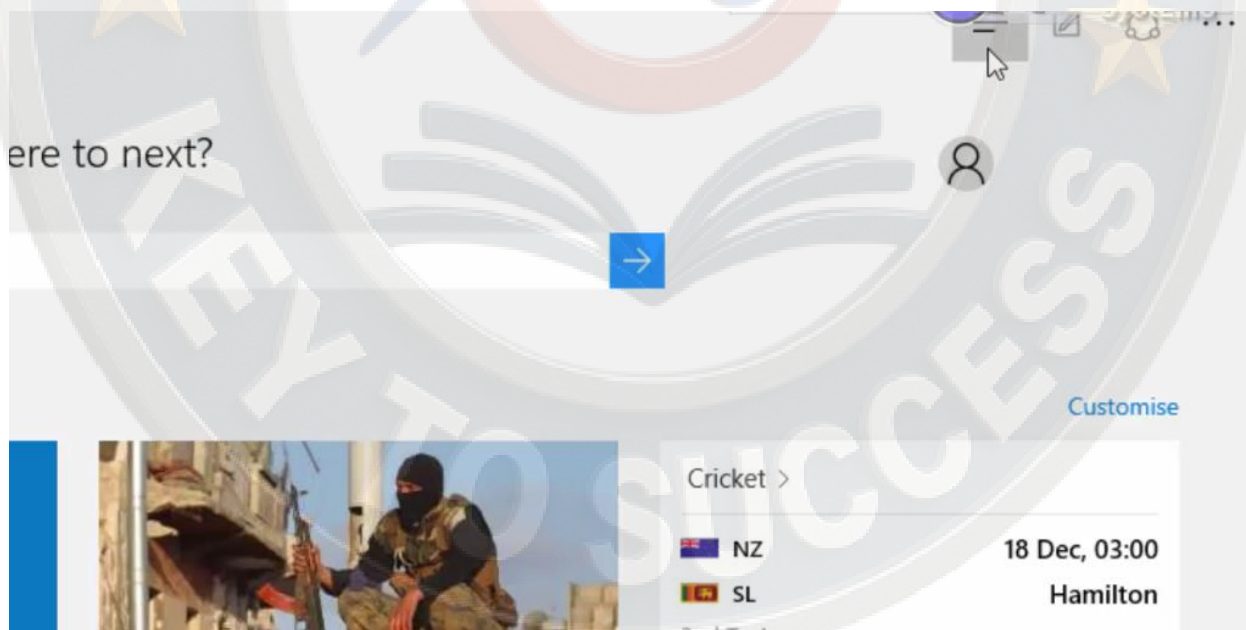 ere to next?
KEY TO SUCCESS
Customise
Cricket >
NZ 18 Dec, 03:00
SL Hamilton